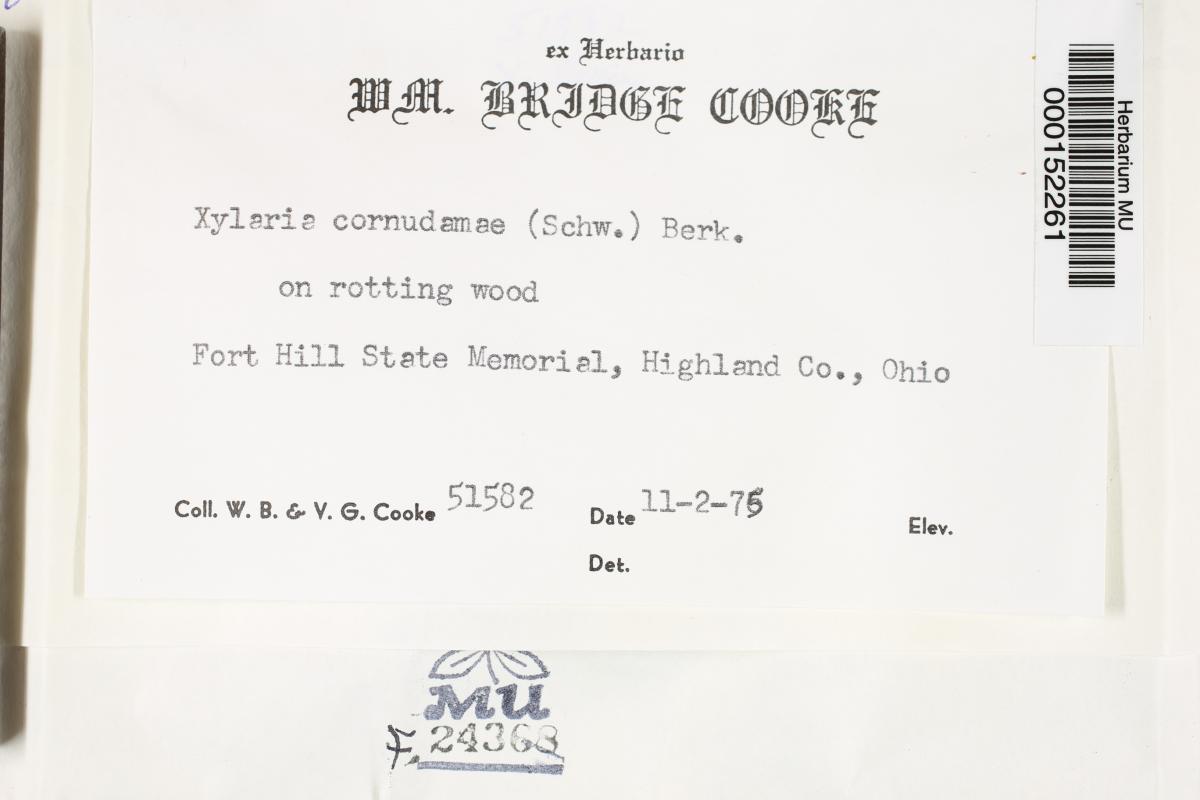 ex Herbario
WM. BRIDGE COOKE
Xylaria cornudamae (Schw.) Berk.
on rotting wood
Fort Hill State Memorial, Highland Co., Ohio
Coll. W. B. & V. G. Cooke 51582 Date 11-2-75 Elev.
Det.
Herbarium MU
000152261
MU
F. 24368